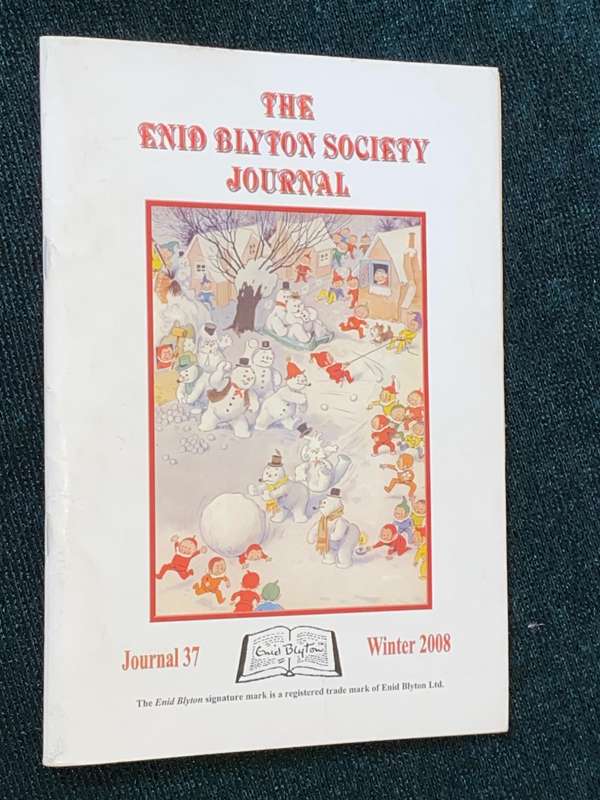 THE
ENID BLYTON SOCIETY
JOURNAL
Journal 37
Enid Blyton
Winter 2008
The Enid Blyton signature mark is a registered trade mark of Enid Blyton Ltd.